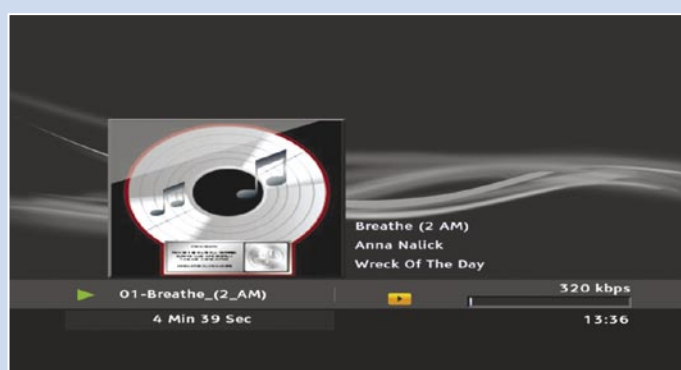 Breathe (2 AM)
Anna Nalick
Wreck Of The Day
01-Breathe_(2_AM)
320 kbps
4 Min 39 Sec
13:36